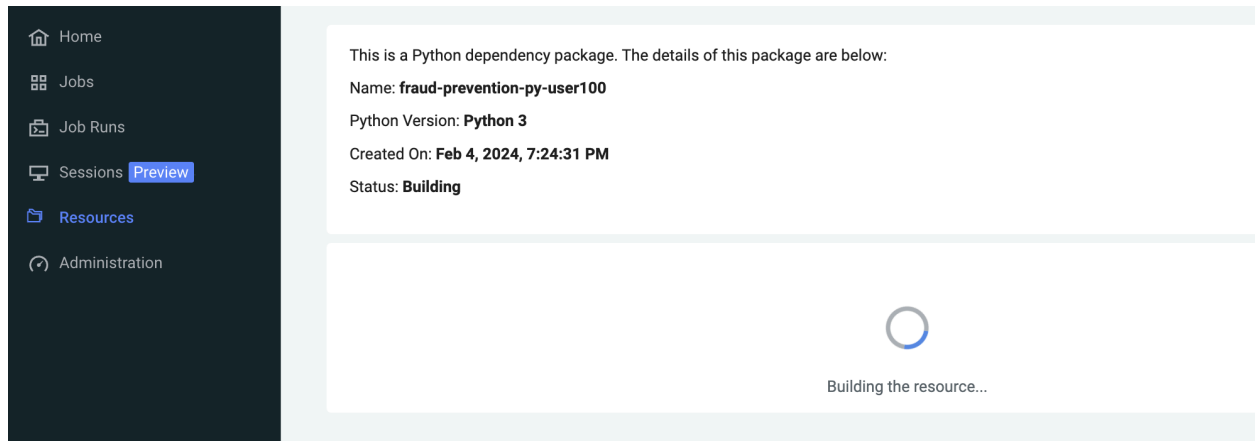 Home
Jobs
Job Runs
Sessions Preview
Resources
Administration
This is a Python dependency package. The details of this package are below:
Name: fraud-prevention-py-user100
Python Version: Python 3
Created On: Feb 4, 2024, 7:24:31 PM
Status: Building
Building the resource...